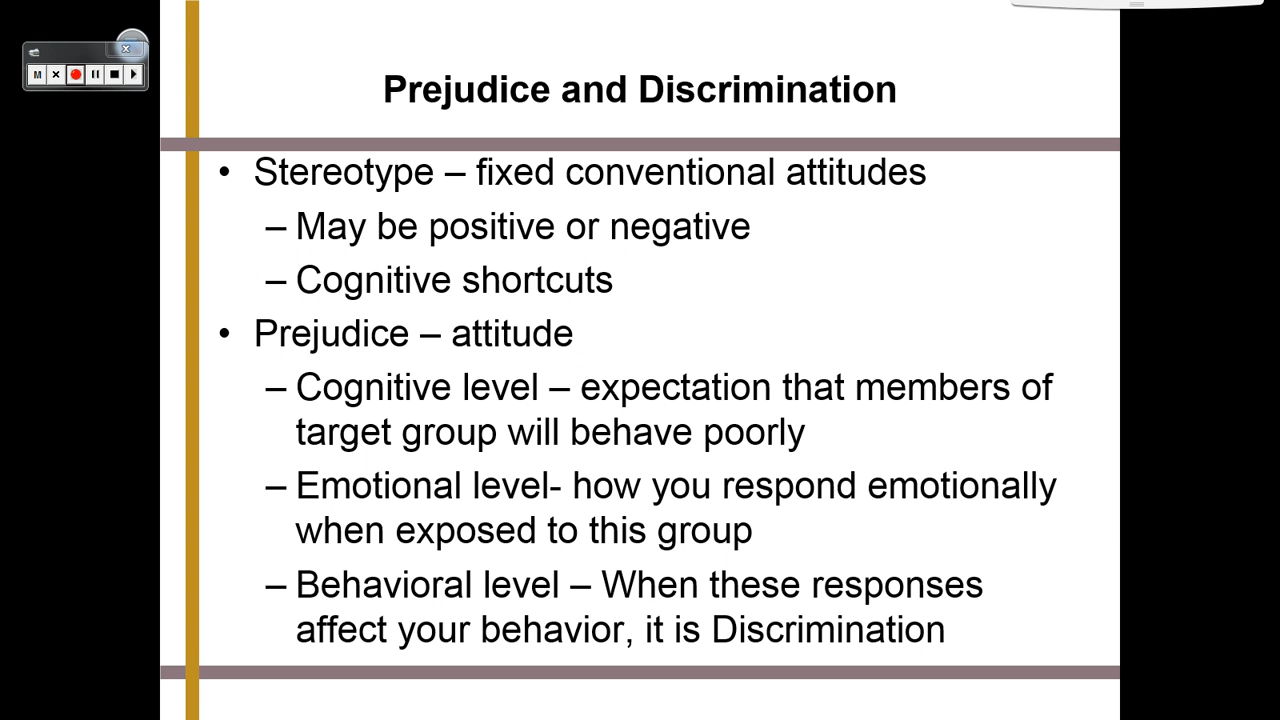 M
Prejudice and Discrimination
• Stereotype – fixed conventional attitudes
– May be positive or negative
– Cognitive shortcuts
• Prejudice – attitude
– Cognitive level – expectation that members of
target group will behave poorly
– Emotional level- how you respond emotionally
when exposed to this group
– Behavioral level – When these responses
affect your behavior, it is Discrimination